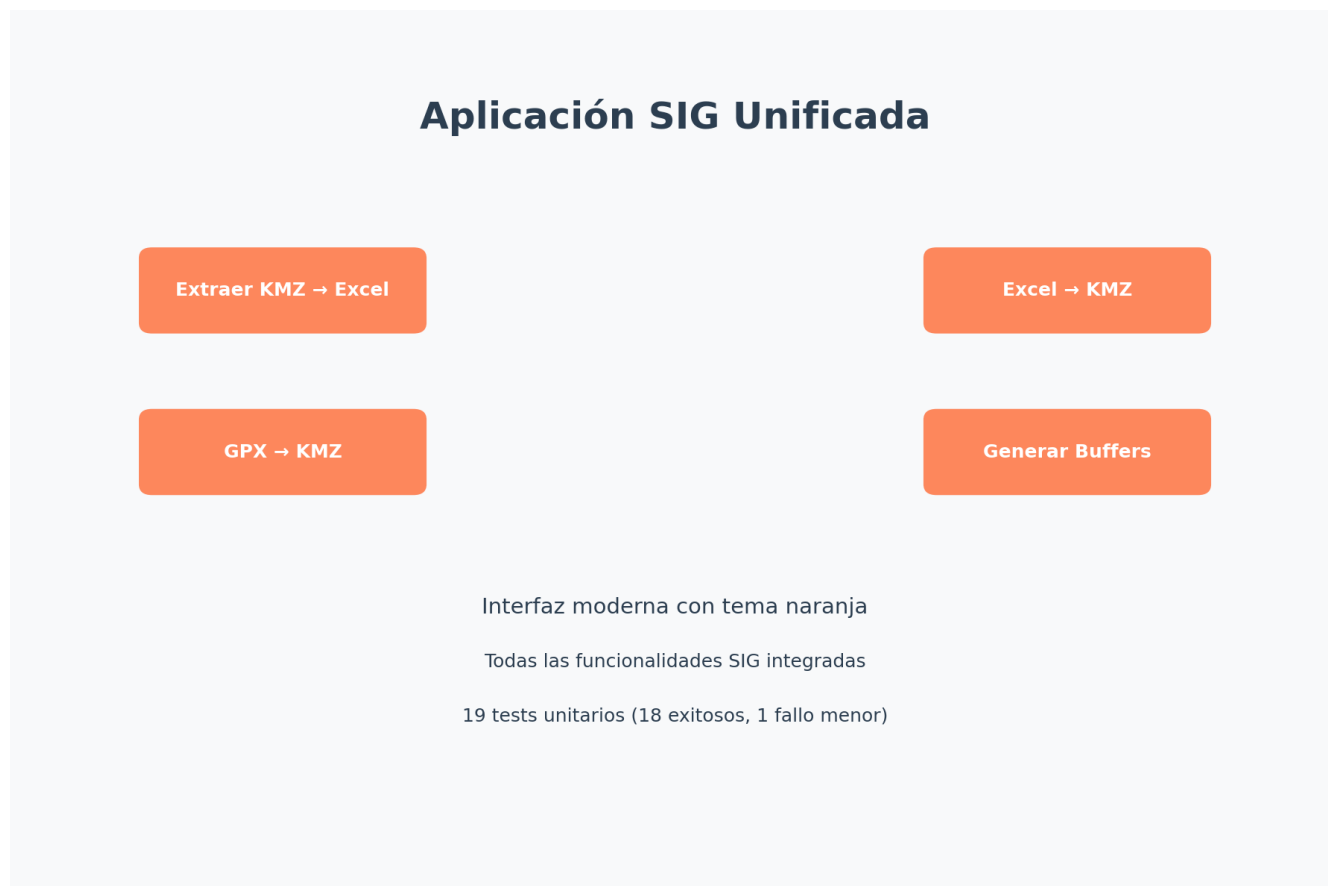 Aplicación SIG Unificada
Extraer KMZ → Excel
Excel → KMZ
GPX → KMZ
Generar Buffers
Interfaz moderna con tema naranja
Todas las funcionalidades SIG integradas
19 tests unitarios (18 exitosos, 1 fallo menor)